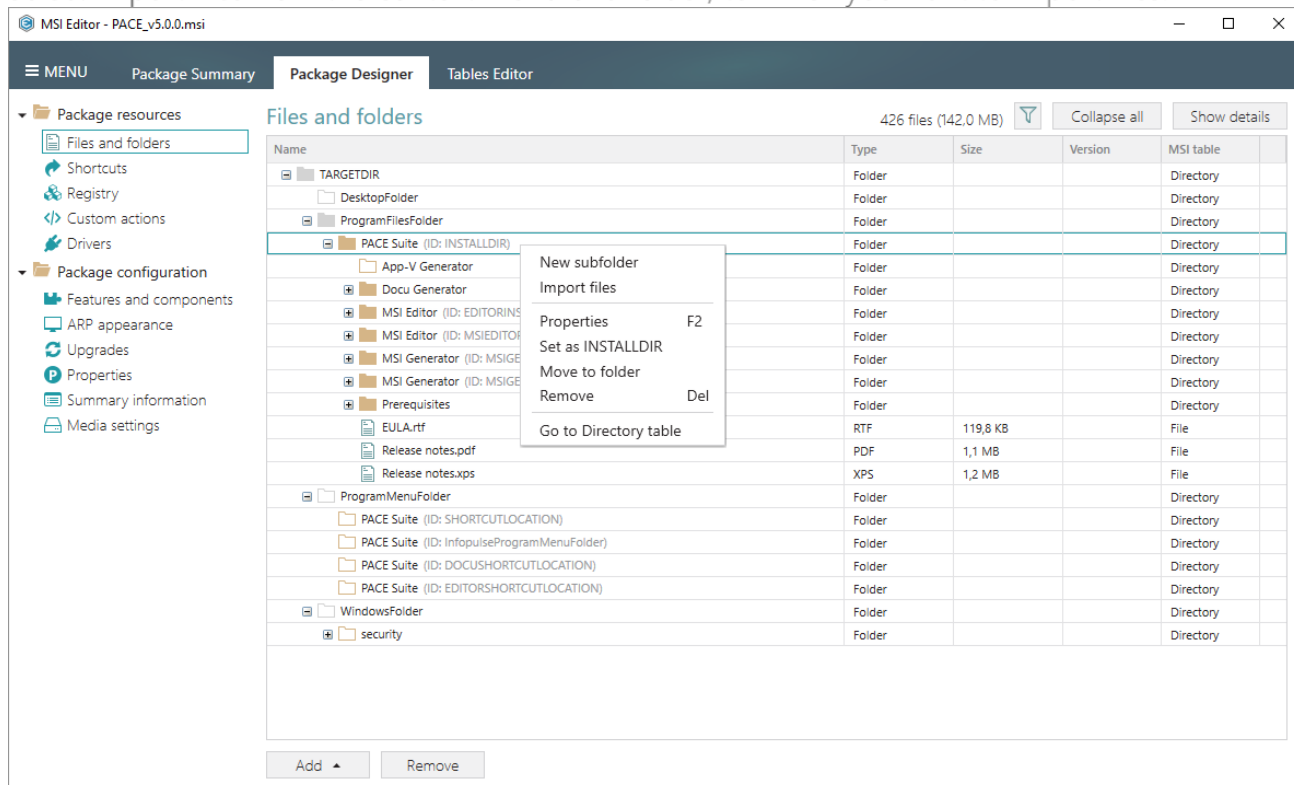 MSI Editor - PACE_v5.0.0.msi
MENU Package Summary Package Designer Tables Editor
Package resources
Files and folders
Shortcuts
Registry
Custom actions
Drivers
Package configuration
Features and components
ARP appearance
Upgrades
Properties
Summary information
Media settings
Files and folders 426 files (142,0 MB) Collapse all Show details
Name Type Size Version MSI table
TARGETDIR Folder Directory
DesktopFolder Folder Directory
ProgramFilesFolder Folder Directory
PACE Suite (ID: INSTALLDIR) Folder Directory
App-V Generator Folder Directory
Docu Generator Folder Directory
MSI Editor (ID: EDITORINS Folder Directory
MSI Editor (ID: MSIEDITOR Folder Directory
MSI Generator (ID: MSIGE Folder Directory
MSI Generator (ID: MSIGE Folder Directory
Prerequisites Folder Directory
EULA.rtf RTF 119,8 KB File
Release notes.pdf PDF 1,1 MB File
Release notes.xps XPS 1,2 MB File
ProgramMenuFolder Folder Directory
PACE Suite (ID: SHORTCUTLOCATION) Folder Directory
PACE Suite (ID: InfopulseProgramMenuFolder) Folder Directory
PACE Suite (ID: DOCUSHORTCUTLOCATION) Folder Directory
PACE Suite (ID: EDITORSHORTCUTLOCATION) Folder Directory
WindowsFolder Folder Directory
security Folder Directory
New subfolder
Import files
Properties F2
Set as INSTALLDIR
Move to folder
Remove Del
Go to Directory table
Add Remove